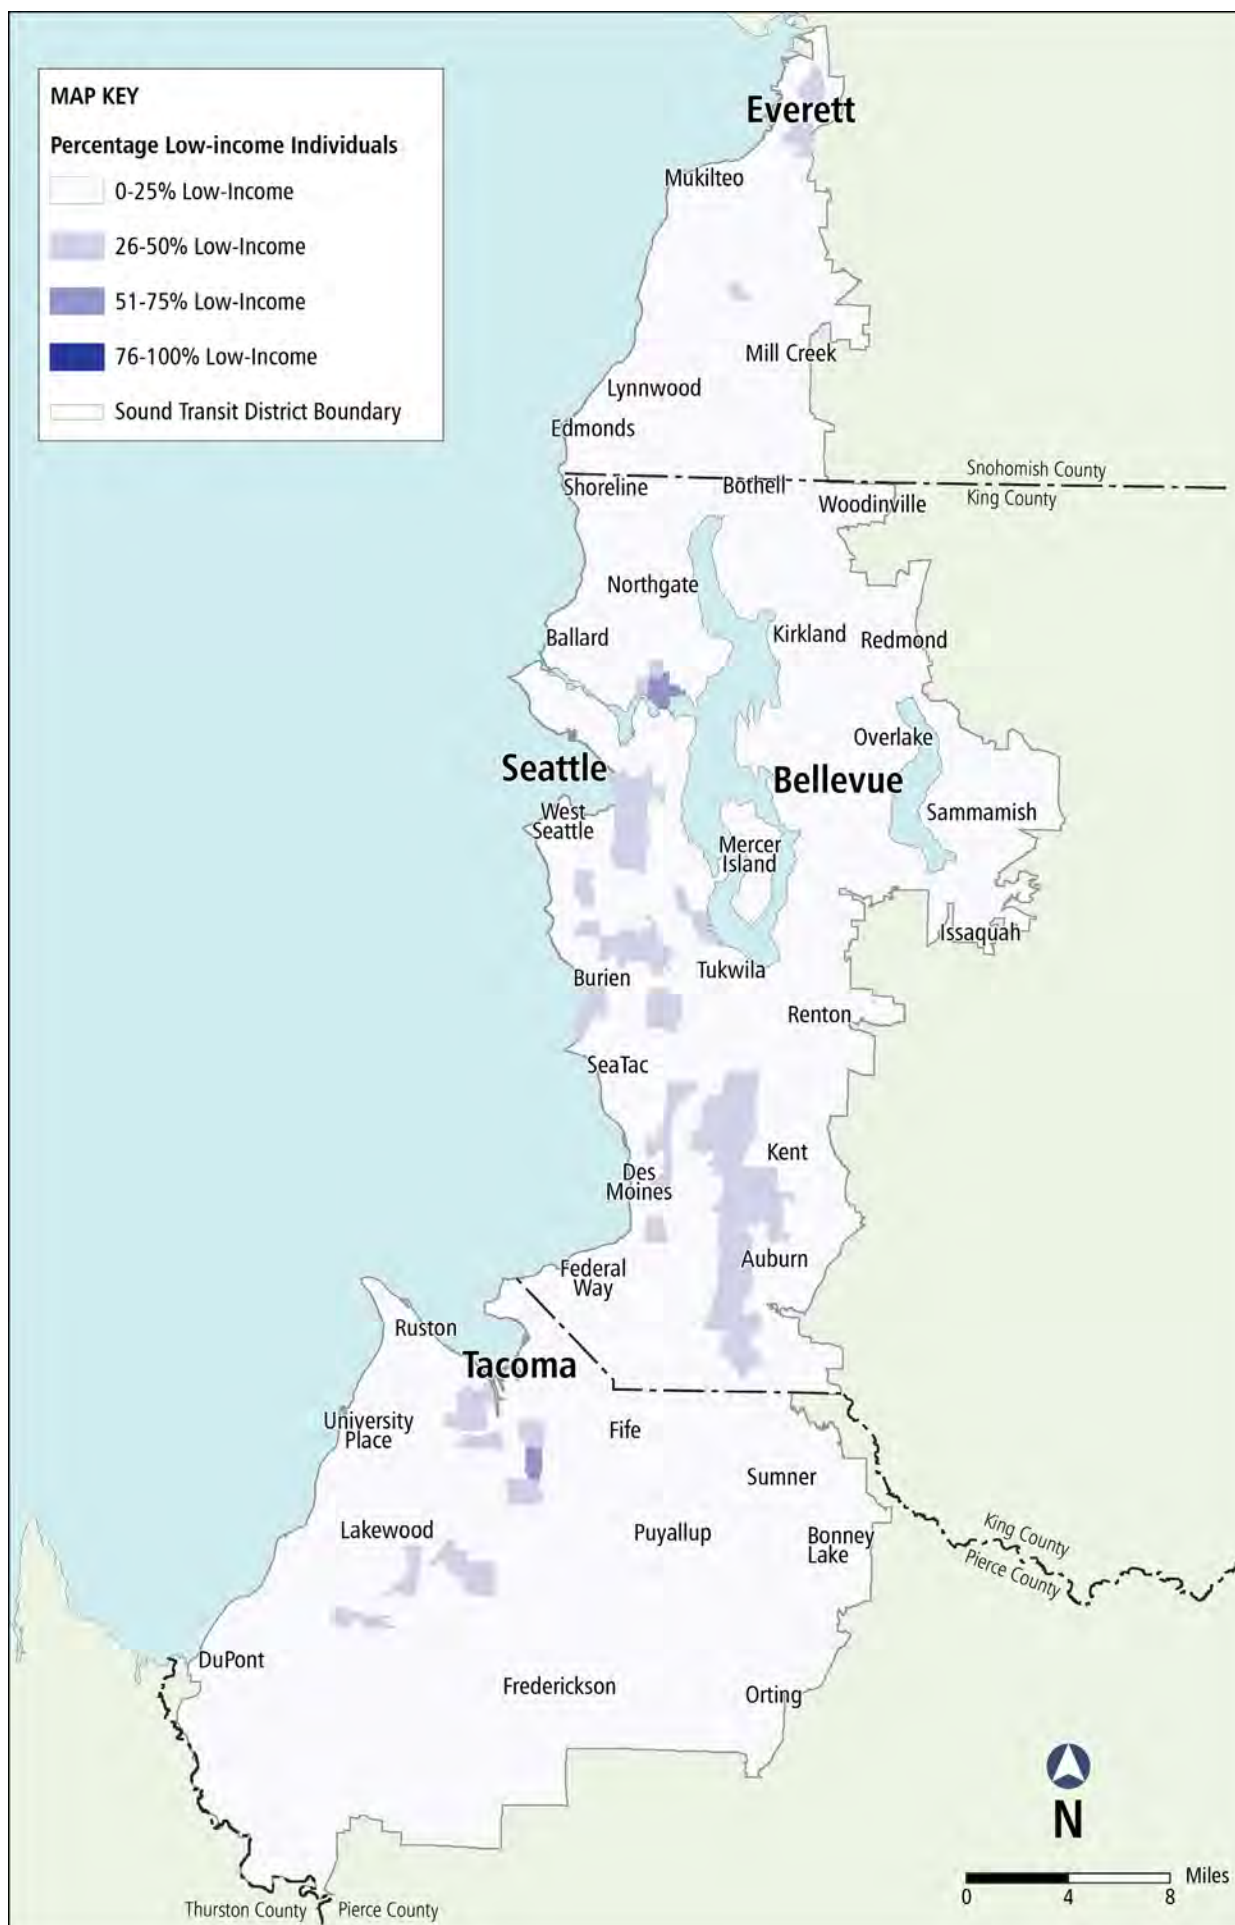 MAP KEY
Percentage Low-income Individuals
0-25% Low-Income
26-50% Low-Income
51-75% Low-Income
76-100% Low-Income
Sound Transit District Boundary
Everett
Mukilteo
Mill Creek
Lynnwood
Edmonds
Snohomish County
King County
Shoreline
Bothell
Woodinville
Northgate
Ballard
Kirkland
Redmond
Overlake
Seattle
Bellevue
West
Seattle
Sammamish
Mercer
Island
Issaquah
Burien
Tukwila
Renton
SeaTac
Kent
Des
Moines
Auburn
Federal
Way
Ruston
Tacoma
University
Place
Fife
Sumner
Lakewood
Puyallup
Bonney
Lake
King County
Pierce County
DuPont
Frederickson
Orting
N
Miles
0 4 8
Thurston County
Pierce County